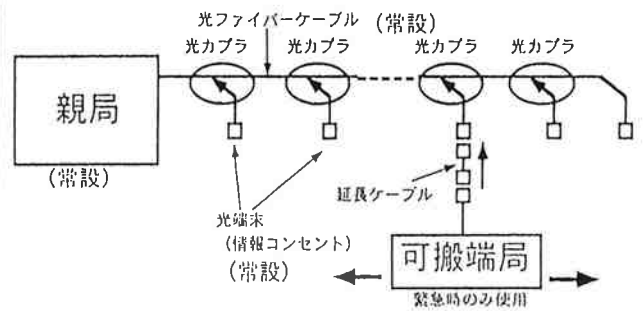 光ファイバーケーブル (常設)
光カプラ 光カプラ 光カプラ 光カプラ
親局
(常設)
光端末
(情報コンセント)
(常設)
延長ケーブル
可搬端局
緊急時のみ使用